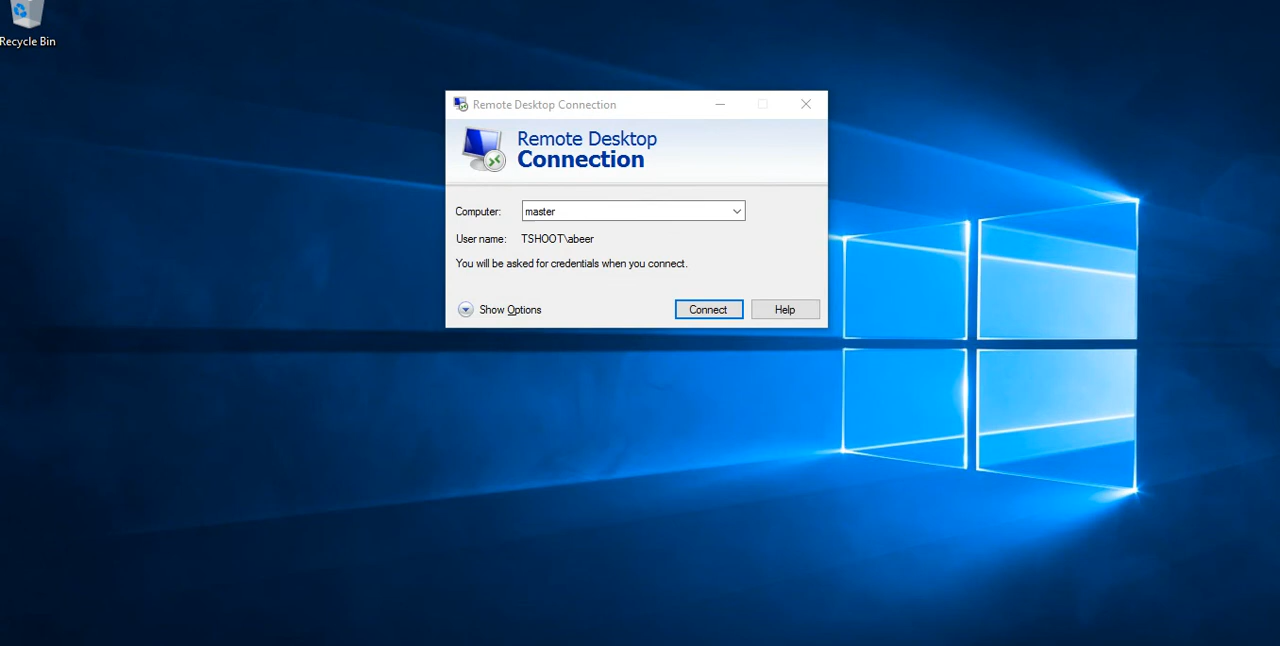 Recycle Bin
Remote Desktop Connection
Remote Desktop
Connection
Computer: master
User name: TSHOOT\abeer
You will be asked for credentials when you connect.
Show Options Connect Help